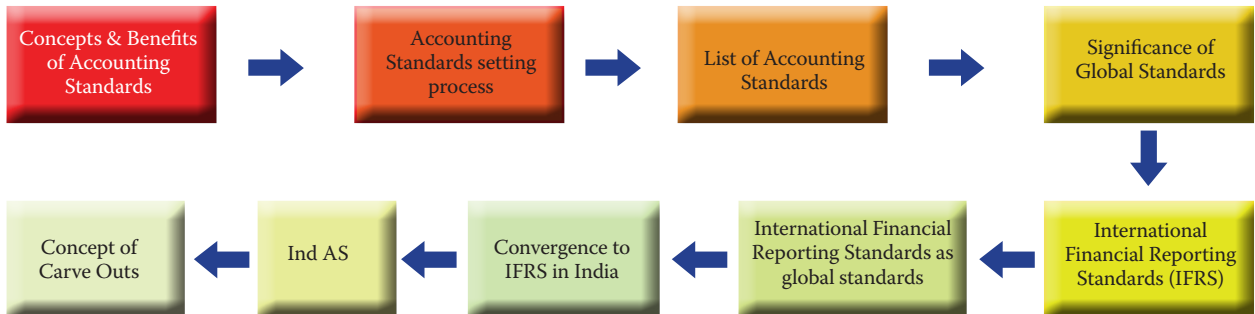 Concepts & Benefits
of Accounting
Standards
Accounting
Standards setting
process
List of Accounting
Standards
Significance of
Global Standards
International
Financial Reporting
Standards (IFRS)
International Financial
Reporting Standards as
global standards
Convergence to
IFRS in India
Ind AS
Concept of
Carve Outs